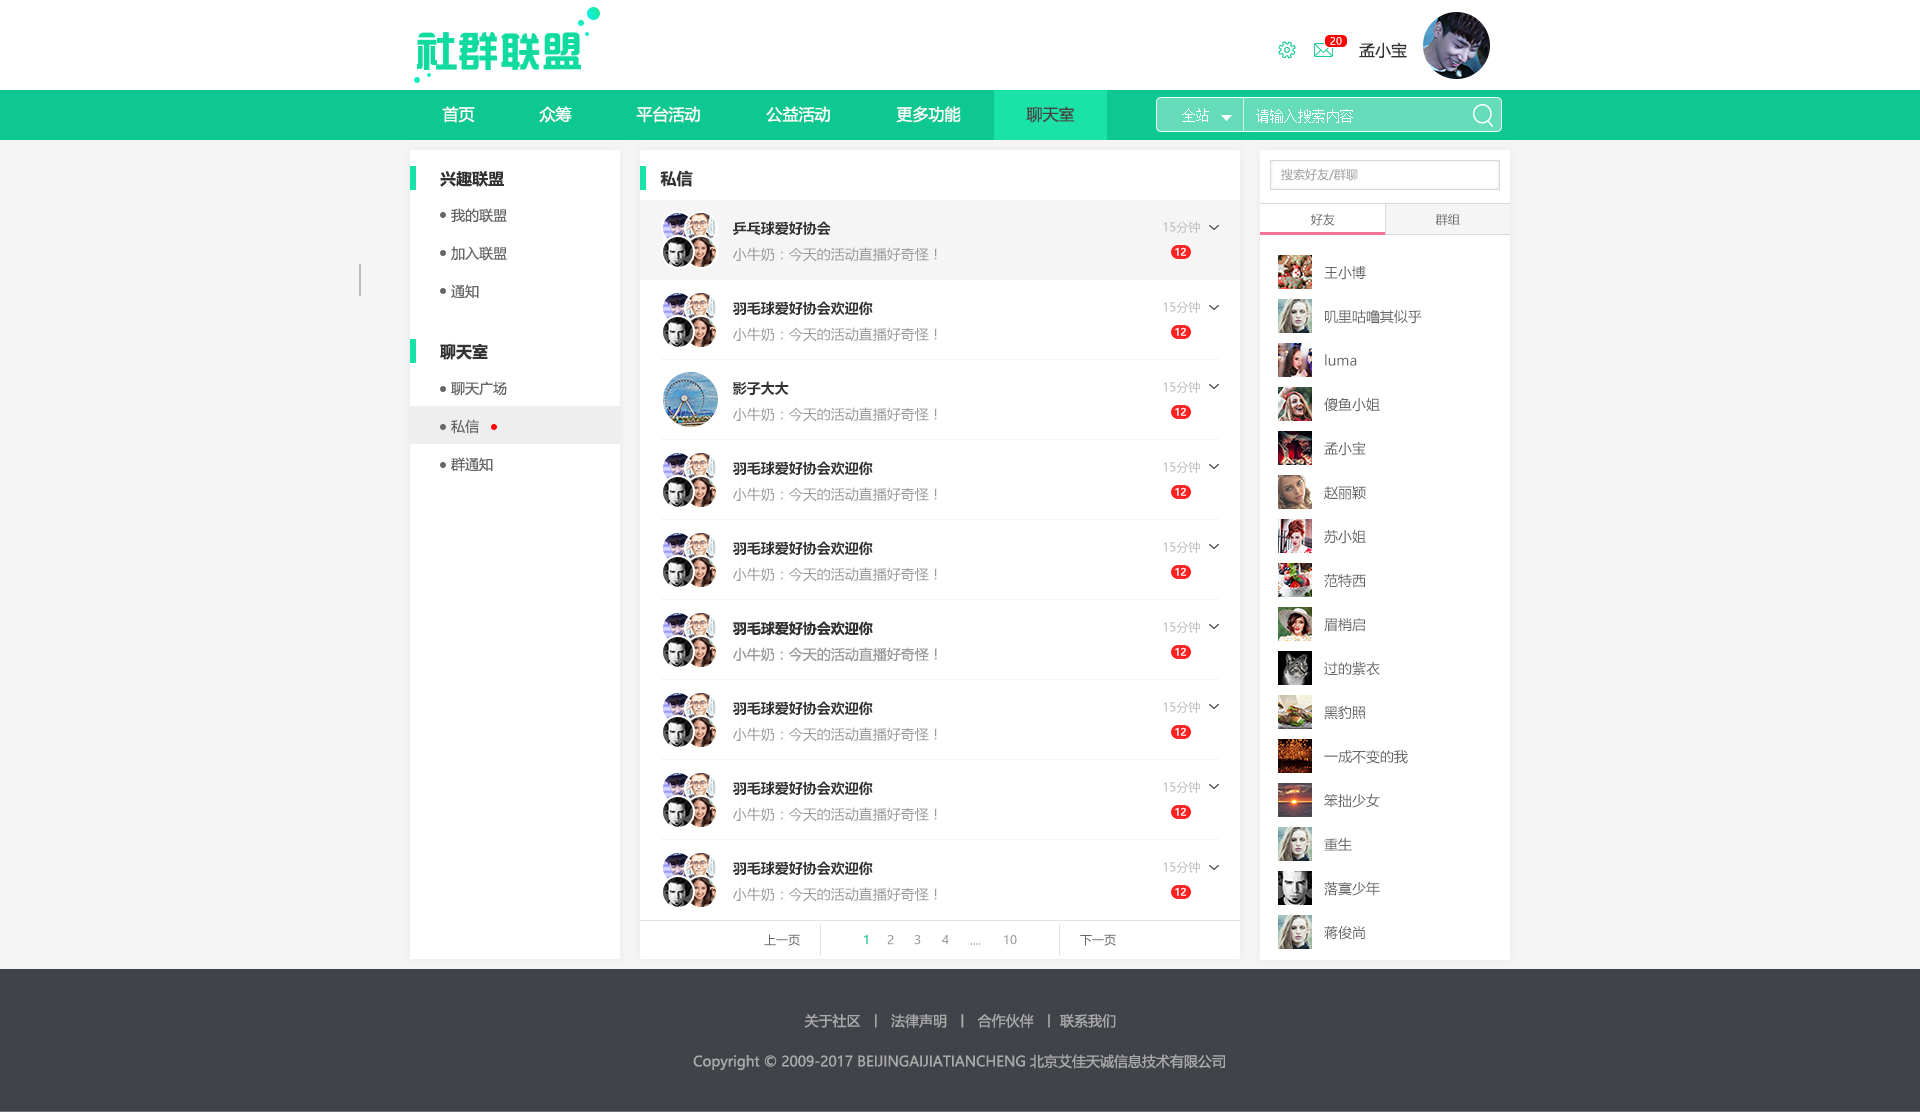 社群联盟
20
孟小宝
首页 众筹 平台活动 公益活动 更多功能 聊天室
全站 请输入搜索内容
兴趣联盟
我的联盟
加入联盟
通知
聊天室
聊天广场
私信
群通知
私信
乒乓球爱好协会 15分钟
小牛奶：今天的活动直播好奇怪！ 12
羽毛球爱好协会欢迎你 15分钟
小牛奶：今天的活动直播好奇怪！ 12
影子大大 15分钟
小牛奶：今天的活动直播好奇怪！ 12
羽毛球爱好协会欢迎你 15分钟
小牛奶：今天的活动直播好奇怪！ 12
羽毛球爱好协会欢迎你 15分钟
小牛奶：今天的活动直播好奇怪！ 12
羽毛球爱好协会欢迎你 15分钟
小牛奶：今天的活动直播好奇怪！ 12
羽毛球爱好协会欢迎你 15分钟
小牛奶：今天的活动直播好奇怪！ 12
羽毛球爱好协会欢迎你 15分钟
小牛奶：今天的活动直播好奇怪！ 12
羽毛球爱好协会欢迎你 15分钟
小牛奶：今天的活动直播好奇怪！ 12
上一页 1 2 3 4 .... 10 下一页
搜索好友/群聊
好友 群组
王小博
叽里咕噜其似乎
luma
傻鱼小姐
孟小宝
赵丽颖
苏小姐
范特西
眉梢启
过的紫衣
黑豹照
一成不变的我
笨拙少女
重生
落寞少年
蒋俊尚
关于社区 | 法律声明 | 合作伙伴 | 联系我们
Copyright © 2009-2017 BEIJINGAIJIATIANCHENG 北京艾佳天诚信息技术有限公司